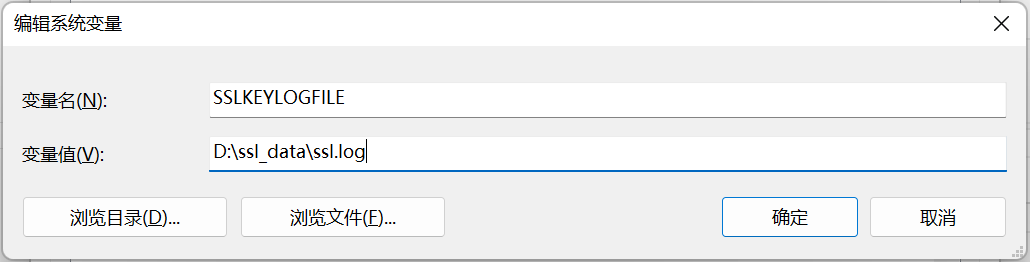 编辑系统变量
变量名(N):
SSLKEYLOGFILE
变量值(V):
D:\ssl_data\ssl.log
浏览目录(D)...
浏览文件(F)...
确定
取消